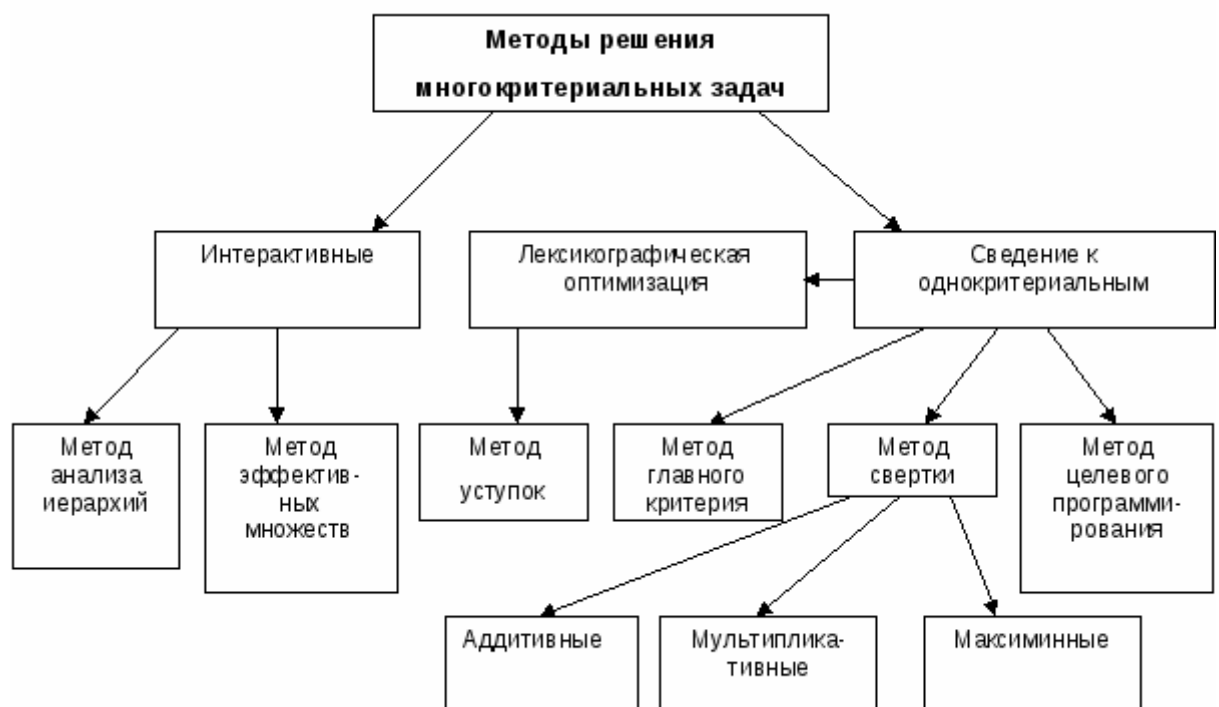 Методы решения
многокритериальных задач
Интерактивные
Лексикографическая
оптимизация
Сведение к
однокритериальным
Метод
анализа
иерархий
Метод
эффектив-
ных
множеств
Метод
уступок
Метод
главного
критерия
Метод
свертки
Метод
целевого
программи-
рования
Аддитивные
Мультиплика-
тивные
Максиминные